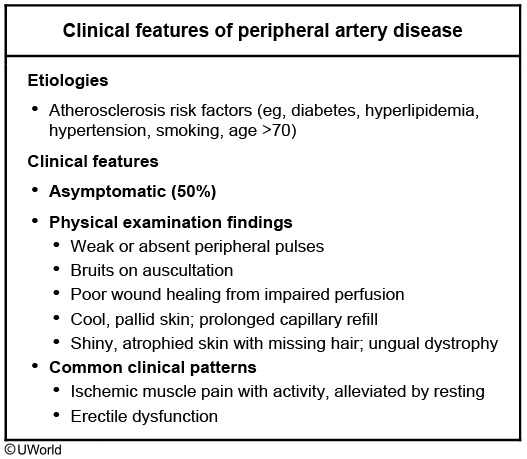 Clinical features of peripheral artery disease
Etiologies
• Atherosclerosis risk factors (eg, diabetes, hyperlipidemia,
hypertension, smoking, age >70)
Clinical features
• Asymptomatic (50%)
• Physical examination findings
• Weak or absent peripheral pulses
• Bruits on auscultation
• Poor wound healing from impaired perfusion
• Cool, pallid skin; prolonged capillary refill
• Shiny, atrophied skin with missing hair; ungual dystrophy
• Common clinical patterns
• Ischemic muscle pain with activity, alleviated by resting
• Erectile dysfunction
©UWorld